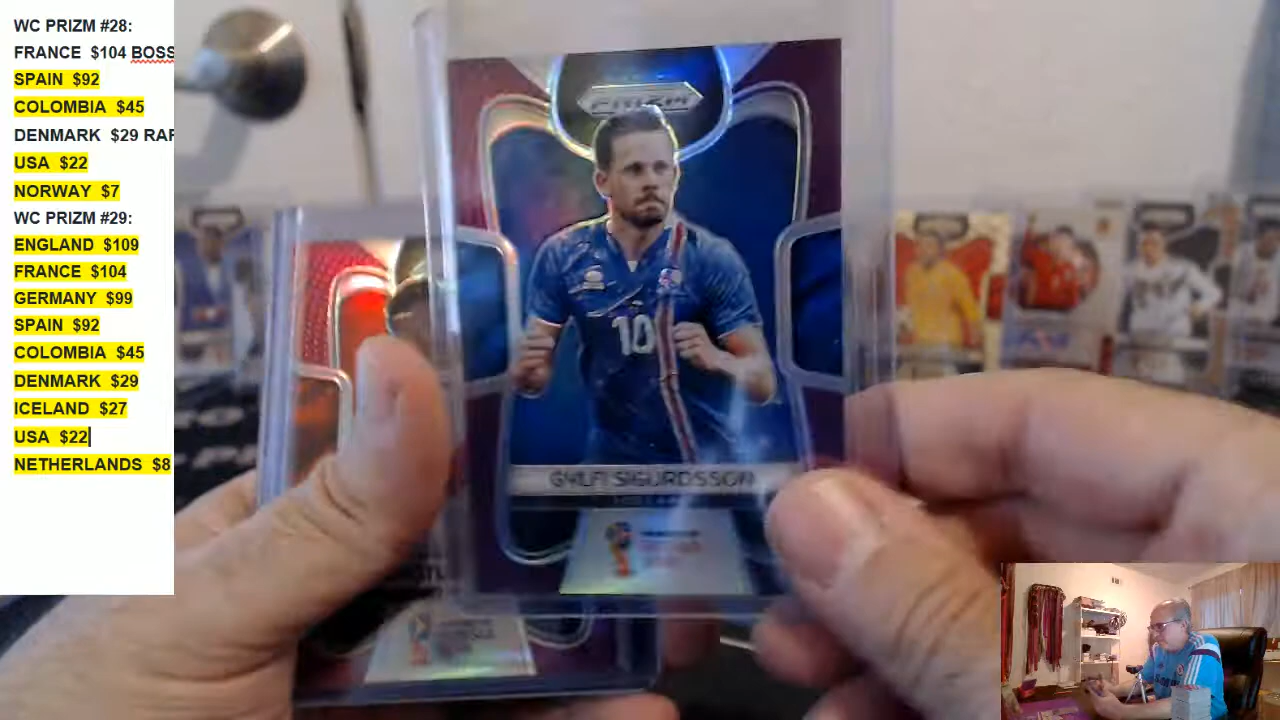 WC PRIZM #28:
FRANCE $104 BOSS
SPAIN $92
COLOMBIA $45
DENMARK $29 RAF
USA $22
NORWAY $7
WC PRIZM #29:
ENGLAND $109
FRANCE $104
GERMANY $99
SPAIN $92
COLOMBIA $45
DENMARK $29
ICELAND $27
USA $22
NETHERLANDS $8
PRIZM
10
GYLFI SIGURDSSON